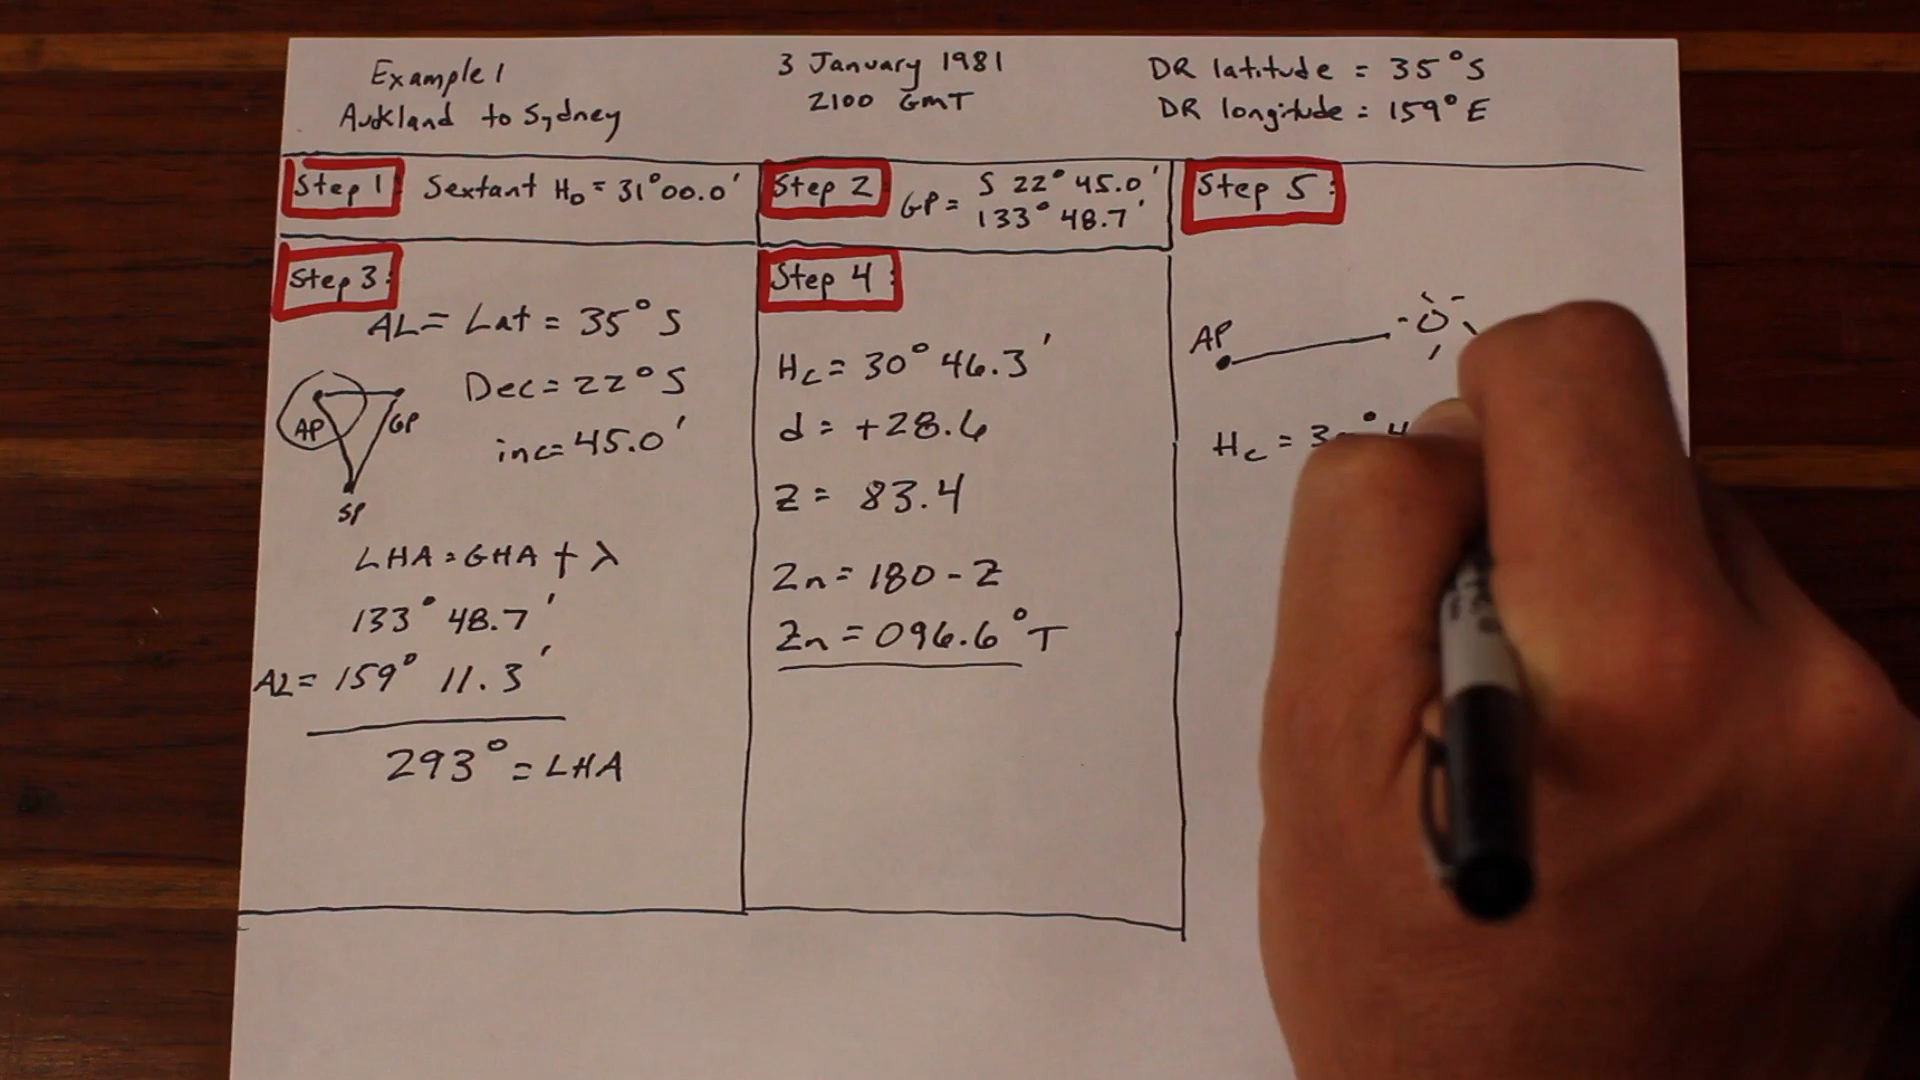 Example 1
Aukland to Sydney
3 January 1981
2100 GMT
DR latitude = 35° S
DR longitude = 159° E
Step 1: Sextant Ho = 31° 00.0'
Step 2
GP = S 22° 45.0'
133° 48.7'
Step 3:
AL = Lat = 35° S
Dec = 22° S
inc = 45.0'
AP
GP
SP
LHA = GHA + λ
133° 48.7'
Aλ = 159° 11.3'
293° = LHA
Step 4:
Hc = 30° 46.3'
d = +28.6
Z = 83.4
Zn = 180 - Z
Zn = 096.6° T
Step 5:
AP
Hc = 3